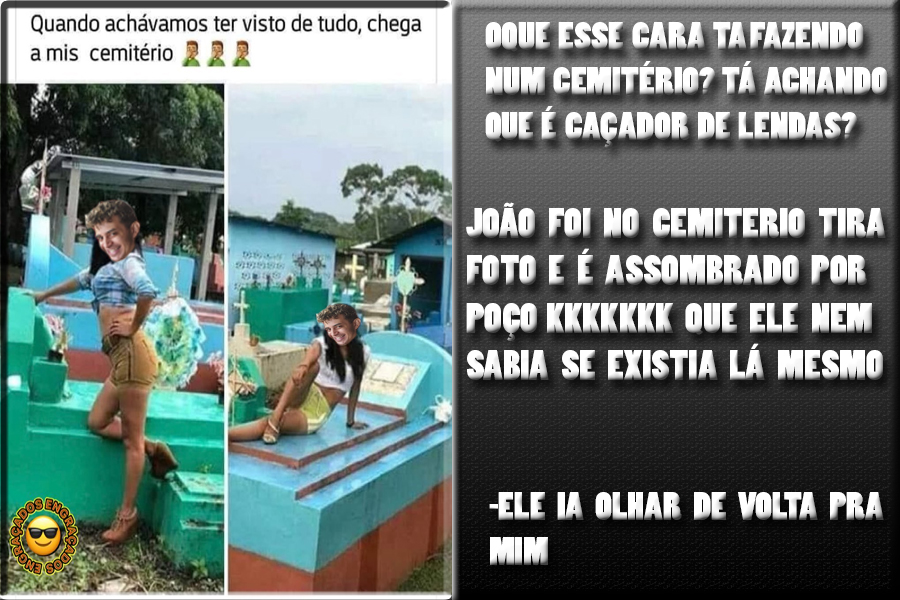 Quando achávamos ter visto de tudo, chega
a mis cemitério 🤦🤦🤦
OQUE ESSE CARA TA FAZENDO
NUM CEMITÉRIO? TÁ ACHANDO
QUE É CAÇADOR DE LENDAS?
JOÃO FOI NO CEMITERIO TIRA
FOTO E É ASSOMBRADO POR
POÇO KKKKKKK QUE ELE NEM
SABIA SE EXISTIA LÁ MESMO
-ELE IA OLHAR DE VOLTA PRA
MIM
ENGRAÇADOS ENGRAÇADOS